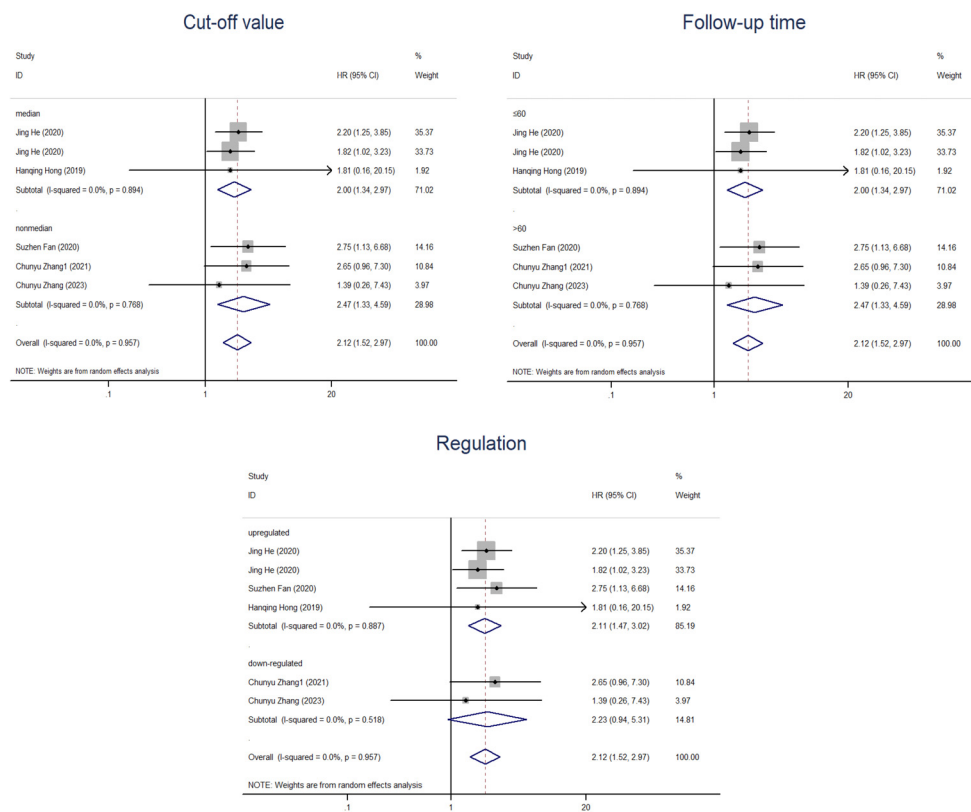 Cut-off value
Study %
ID HR (95% CI) Weight
median
Jing He (2020) 2.20 (1.25, 3.85) 35.37
Jing He (2020) 1.82 (1.02, 3.23) 33.73
Hanqing Hong (2019) 1.81 (0.16, 20.15) 1.92
Subtotal (I-squared = 0.0%, p = 0.894) 2.00 (1.34, 2.97) 71.02
.
nonmedian
Suzhen Fan (2020) 2.75 (1.13, 6.68) 14.16
Chunyu Zhang1 (2021) 2.65 (0.96, 7.30) 10.84
Chunyu Zhang (2023) 1.39 (0.26, 7.43) 3.97
Subtotal (I-squared = 0.0%, p = 0.768) 2.47 (1.33, 4.59) 28.98
.
Overall (I-squared = 0.0%, p = 0.957) 2.12 (1.52, 2.97) 100.00
NOTE: Weights are from random effects analysis
.1 1 20
Follow-up time
Study %
ID HR (95% CI) Weight
≤60
Jing He (2020) 2.20 (1.25, 3.85) 35.37
Jing He (2020) 1.82 (1.02, 3.23) 33.73
Hanqing Hong (2019) 1.81 (0.16, 20.15) 1.92
Subtotal (I-squared = 0.0%, p = 0.894) 2.00 (1.34, 2.97) 71.02
.
>60
Suzhen Fan (2020) 2.75 (1.13, 6.68) 14.16
Chunyu Zhang1 (2021) 2.65 (0.96, 7.30) 10.84
Chunyu Zhang (2023) 1.39 (0.26, 7.43) 3.97
Subtotal (I-squared = 0.0%, p = 0.768) 2.47 (1.33, 4.59) 28.98
.
Overall (I-squared = 0.0%, p = 0.957) 2.12 (1.52, 2.97) 100.00
NOTE: Weights are from random effects analysis
.1 1 20
Regulation
Study %
ID HR (95% CI) Weight
upregulated
Jing He (2020) 2.20 (1.25, 3.85) 35.37
Jing He (2020) 1.82 (1.02, 3.23) 33.73
Suzhen Fan (2020) 2.75 (1.13, 6.68) 14.16
Hanqing Hong (2019) 1.81 (0.16, 20.15) 1.92
Subtotal (I-squared = 0.0%, p = 0.887) 2.11 (1.47, 3.02) 85.19
.
down-regulated
Chunyu Zhang1 (2021) 2.65 (0.96, 7.30) 10.84
Chunyu Zhang (2023) 1.39 (0.26, 7.43) 3.97
Subtotal (I-squared = 0.0%, p = 0.518) 2.23 (0.94, 5.31) 14.81
.
Overall (I-squared = 0.0%, p = 0.957) 2.12 (1.52, 2.97) 100.00
NOTE: Weights are from random effects analysis
.1 1 20